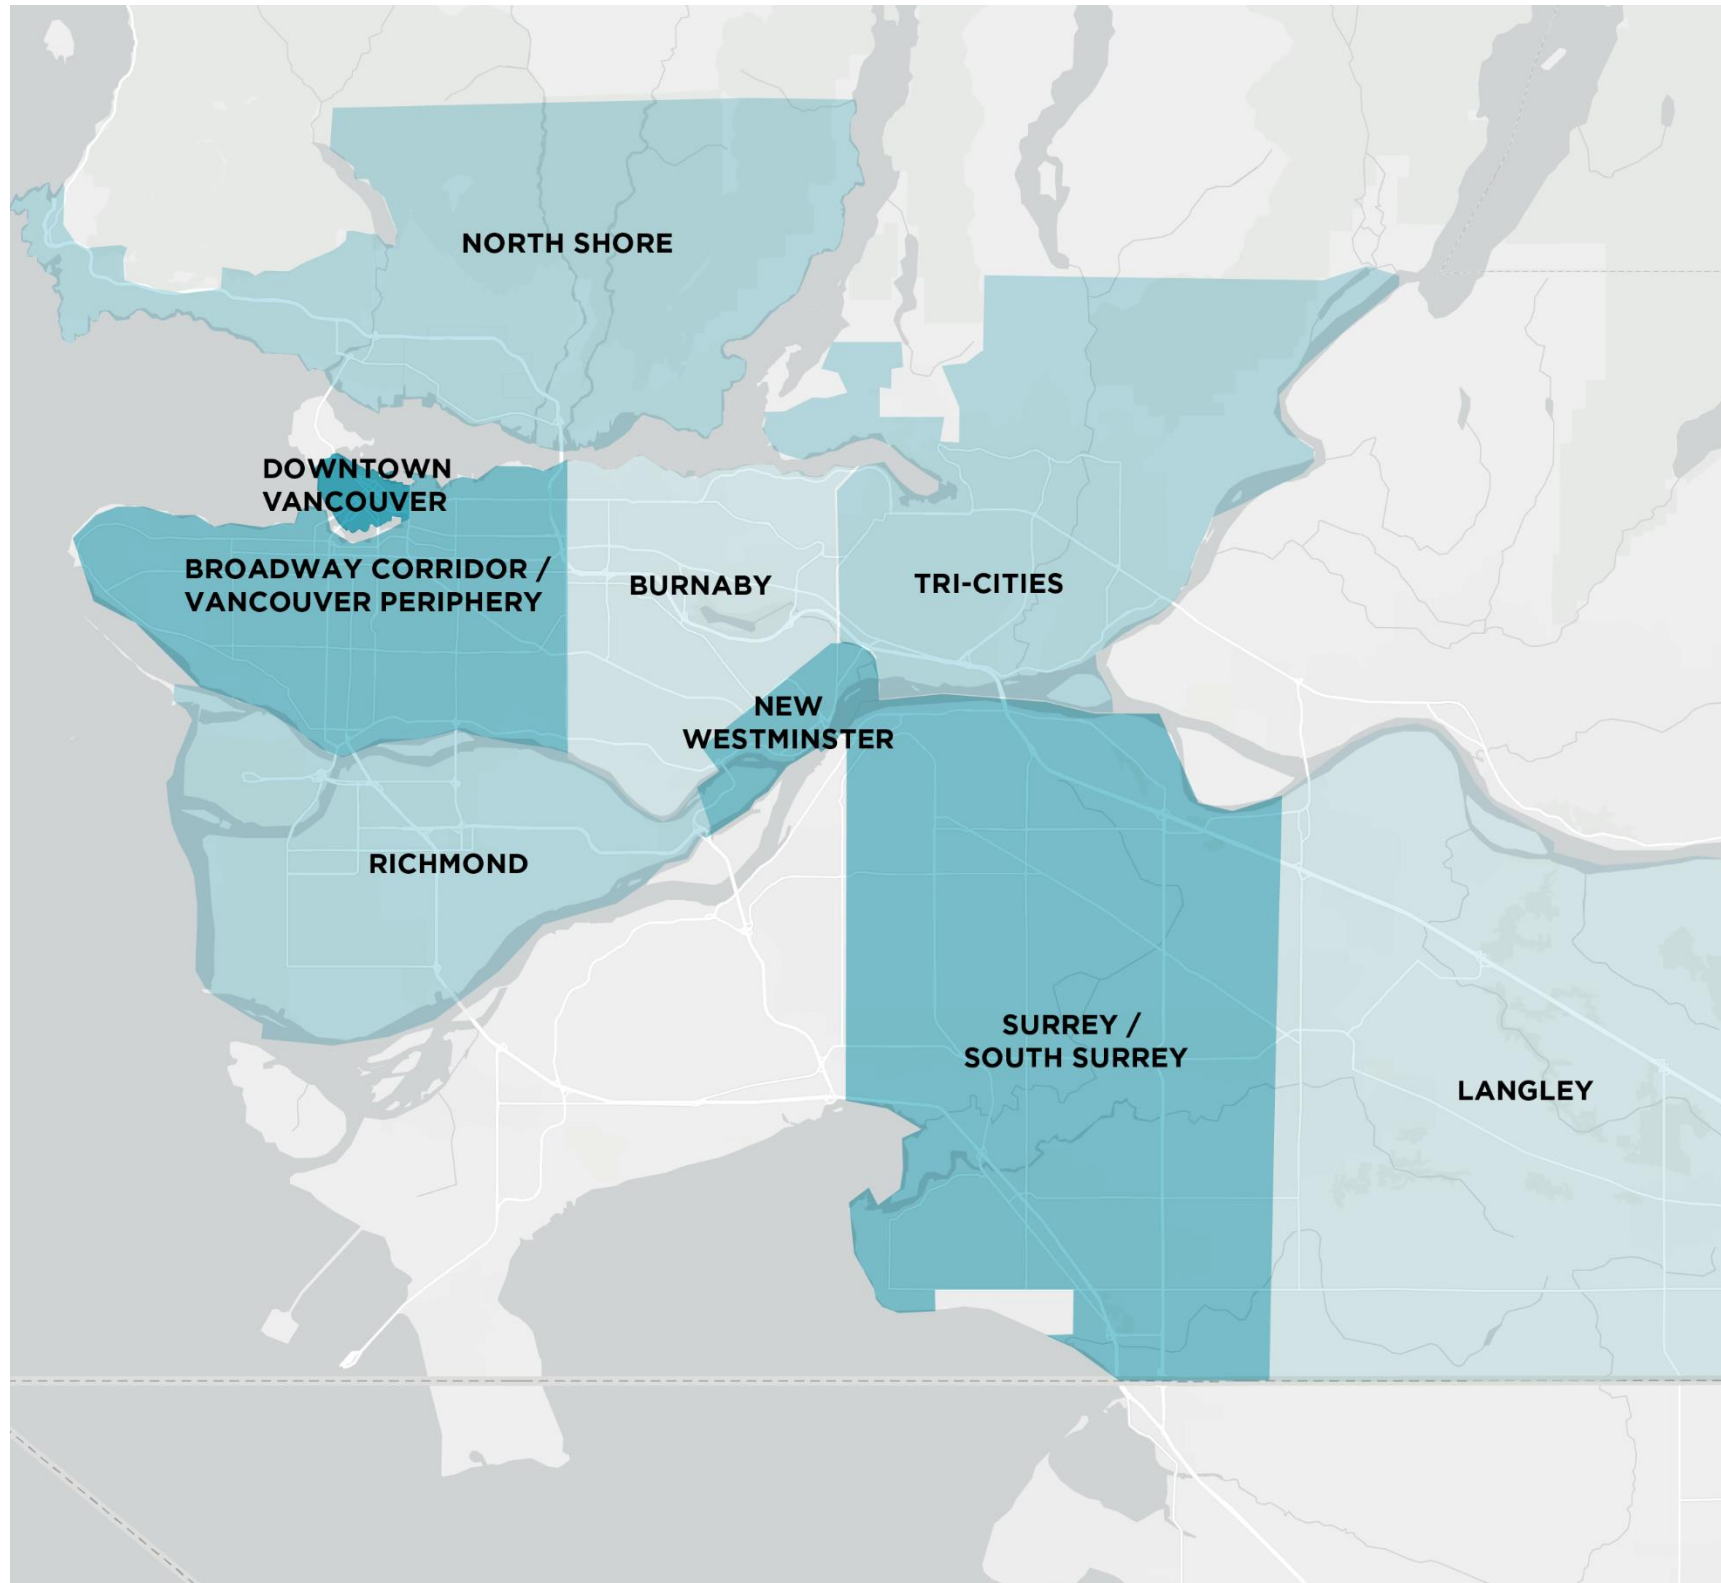 NORTH SHORE
DOWNTOWN
VANCOUVER
BROADWAY CORRIDOR /
VANCOUVER PERIPHERY
BURNABY
TRI-CITIES
NEW
WESTMINSTER
RICHMOND
SURREY /
SOUTH SURREY
LANGLEY